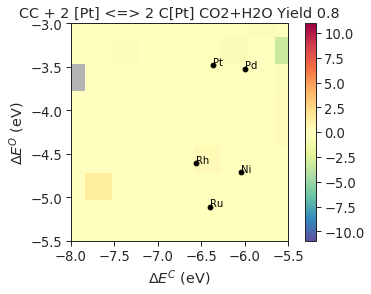 CC + 2 [Pt] <=> 2 C[Pt] CO2+H2O Yield 0.8
−3.0
−3.5
−4.0
−4.5
−5.0
−5.5
ΔE^O (eV)
Pt
Pd
Rh
Ni
Ru
−8.0 −7.5 −7.0 −6.5 −6.0 −5.5
ΔE^C (eV)
10.0
7.5
5.0
2.5
0.0
−2.5
−5.0
−7.5
−10.0